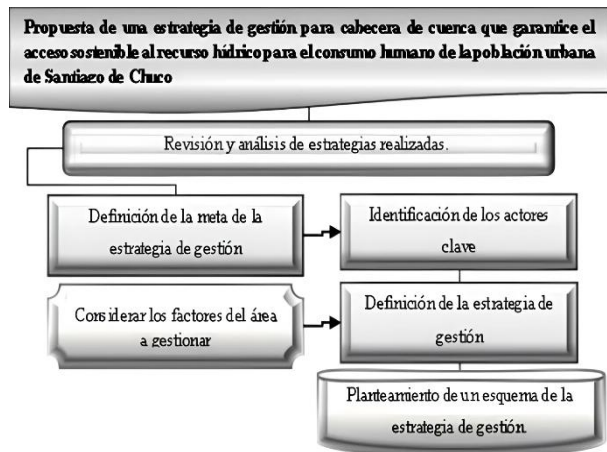 Propuesta de una estrategia de gestión para cabecera de cuenca que garantice el
acceso sostenible al recurso hídrico para el consumo humano de la población urbana
de Santiago de Chuco
Revisión y análisis de estrategias realizadas.
Definición de la meta de la
estrategia de gestión
Identificación de los actores
clave
Considerar los factores del área
a gestionar
Definición de la estrategia de
gestión
Planteamiento de un esquema de la
estrategia de gestión.